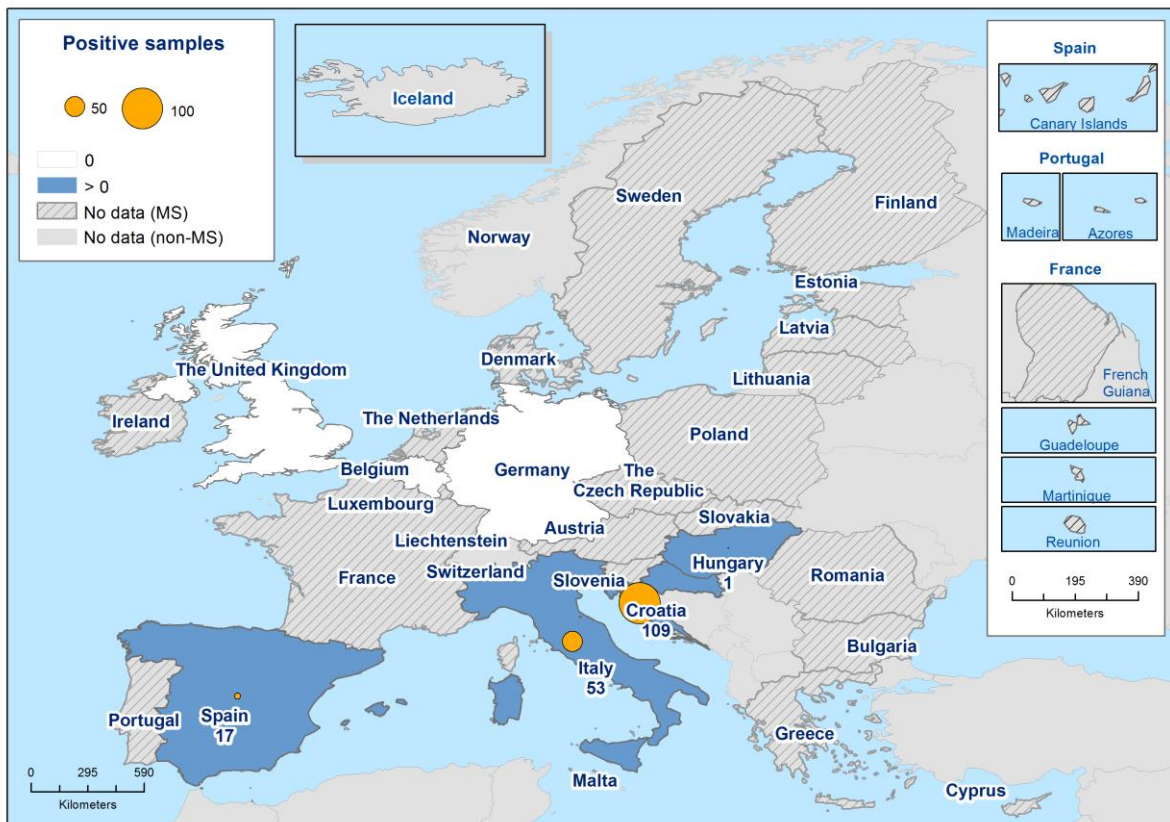 Positive samples
50
100
0
> 0
No data (MS)
No data (non-MS)
Iceland
Sweden
Finland
Norway
Estonia
Latvia
Denmark
Lithuania
The United Kingdom
Ireland
The Netherlands
Poland
Belgium
Germany
The
Czech Republic
Luxembourg
Slovakia
Austria
Liechtenstein
Hungary
1
France
Switzerland
Slovenia
Romania
Croatia
109
Bulgaria
Italy
53
Portugal
Spain
17
Greece
Malta
Cyprus
0 295 590
Kilometers
Spain
Canary Islands
Portugal
Madeira
Azores
France
French
Guiana
Guadeloupe
Martinique
Reunion
0 195 390
Kilometers